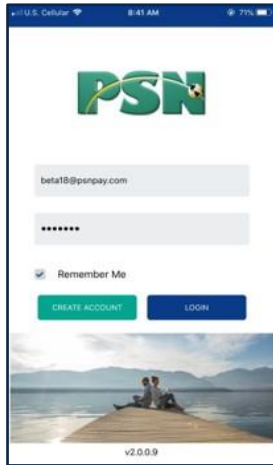 U.S. Cellular 8:41 AM 71%
PSN
beta18@psnpay.com
•••••••
Remember Me
CREATE ACCOUNT LOGIN
v2.0.0.9